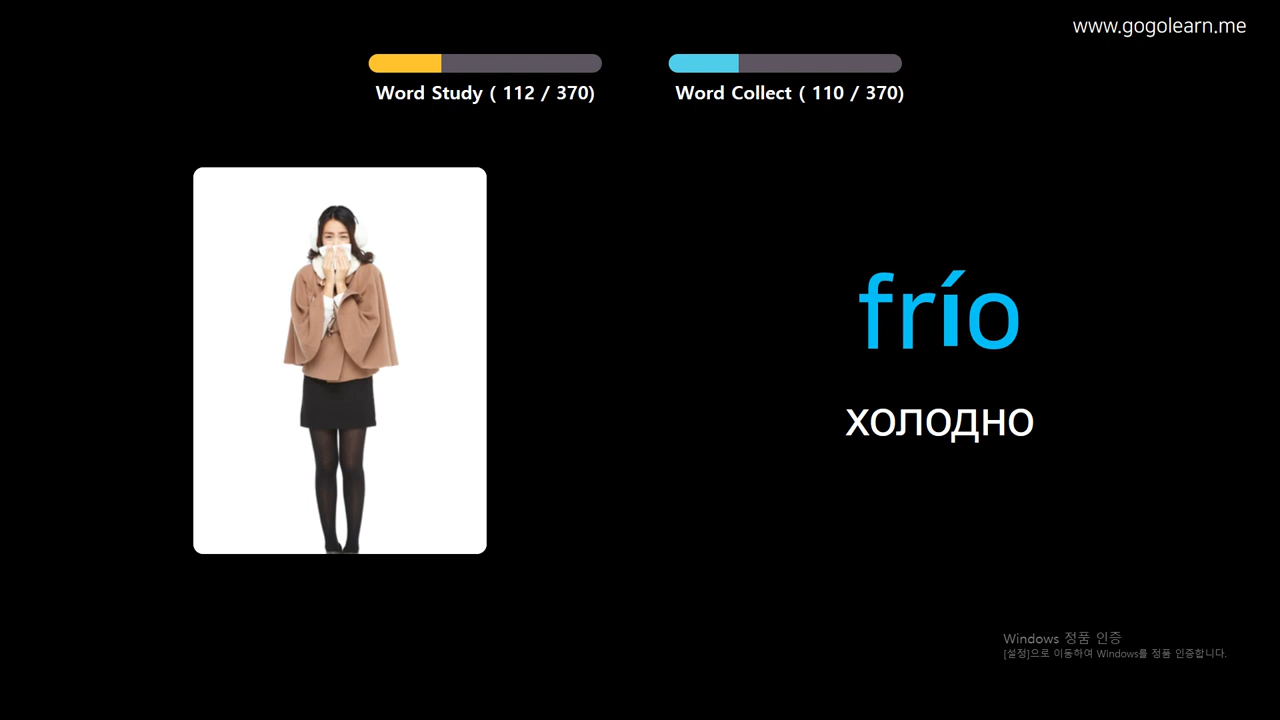 www.gogolearn.me
Word Study ( 112 / 370)
Word Collect ( 110 / 370)
frío
холодно
Windows 정품 인증
[설정]으로 이동하여 Windows를 정품 인증합니다.